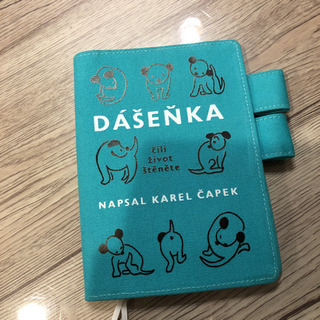 DÁŠEŇKA
čili
život
štěněte
NAPSAL KAREL ČAPEK